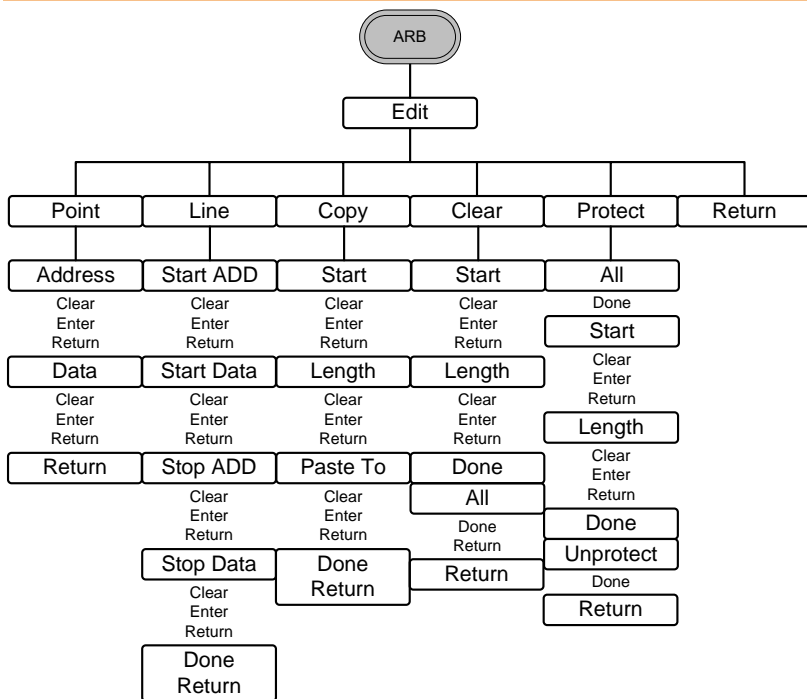 ARB
Edit
Point
Line
Copy
Clear
Protect
Return
Address
Clear
Enter
Return
Data
Clear
Enter
Return
Return
Start ADD
Clear
Enter
Return
Start Data
Clear
Enter
Return
Stop ADD
Clear
Enter
Return
Stop Data
Clear
Enter
Return
Done
Return
Start
Clear
Enter
Return
Length
Clear
Enter
Return
Paste To
Clear
Enter
Return
Done
Return
Start
Clear
Enter
Return
Length
Clear
Enter
Return
Done
All
Done
Return
Return
All
Done
Start
Clear
Enter
Return
Length
Clear
Enter
Return
Done
Unprotect
Done
Return